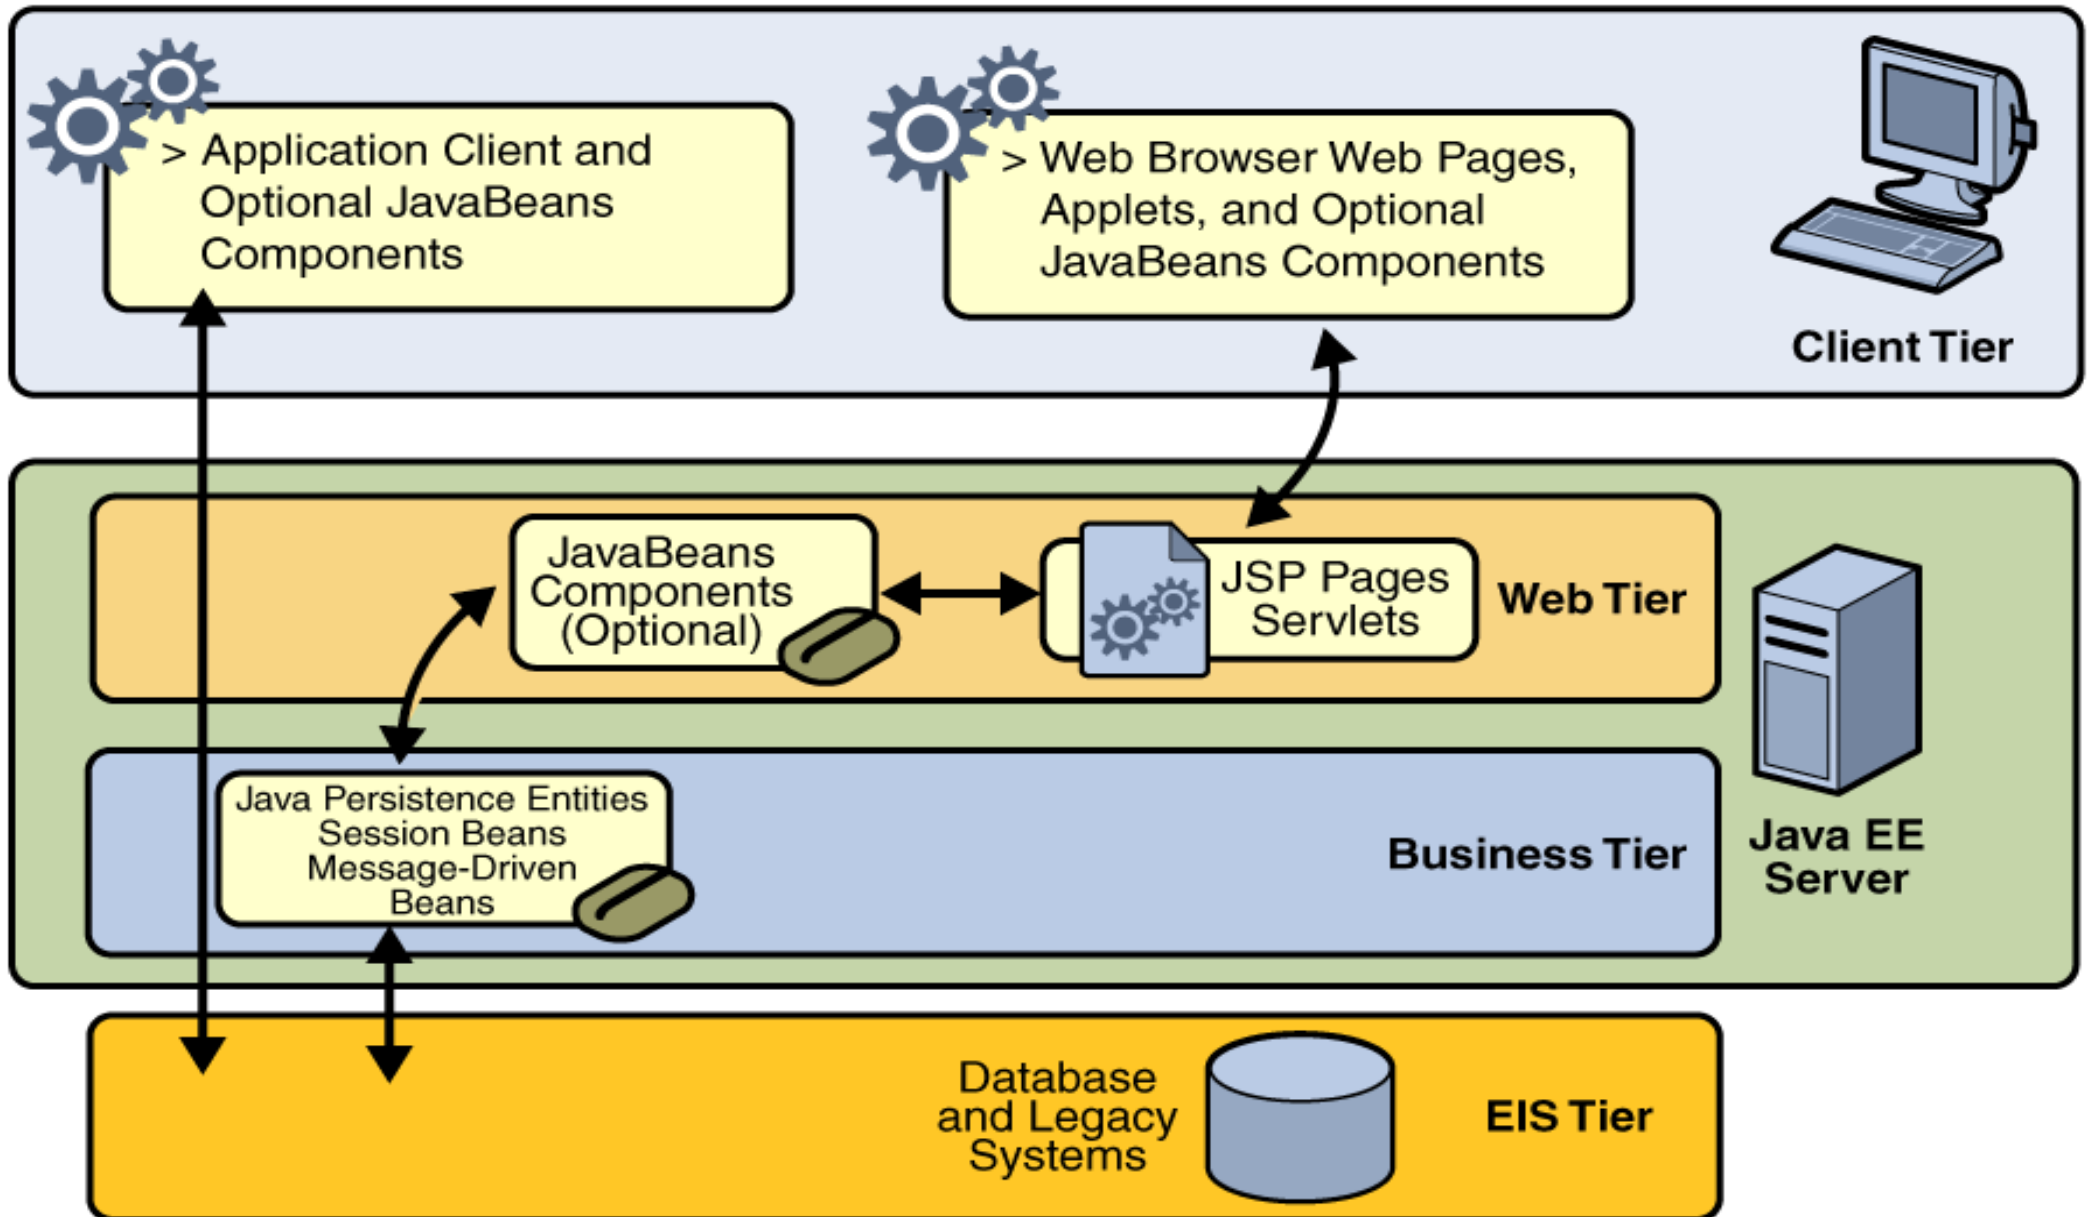 > Application Client and
Optional JavaBeans
Components
> Web Browser Web Pages,
Applets, and Optional
JavaBeans Components
Client Tier
JavaBeans
Components
(Optional)
JSP Pages
Servlets
Web Tier
Java Persistence Entities
Session Beans
Message-Driven
Beans
Business Tier
Java EE
Server
Database
and Legacy
Systems
EIS Tier